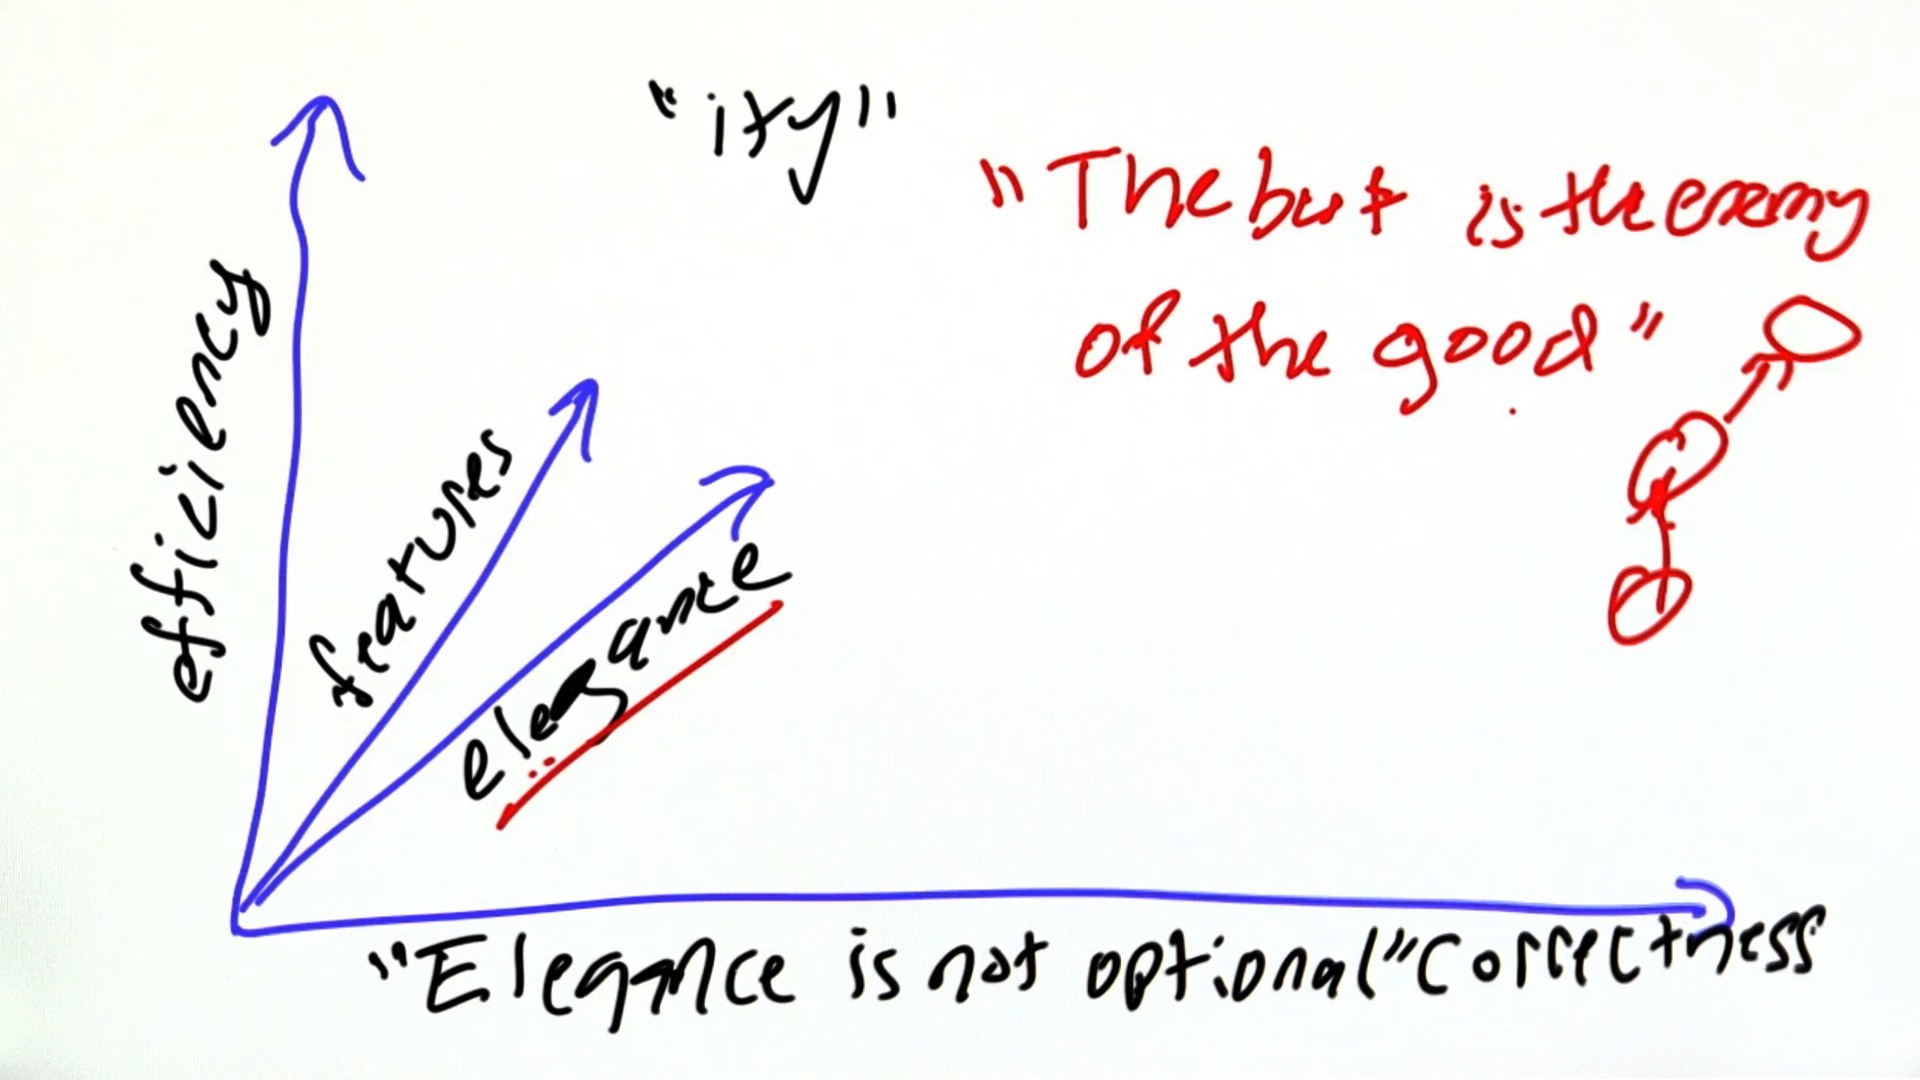 "ity"
"The best is the enemy
of the good"
efficiency
features
elegance
"Elegance is not optional" Correctness